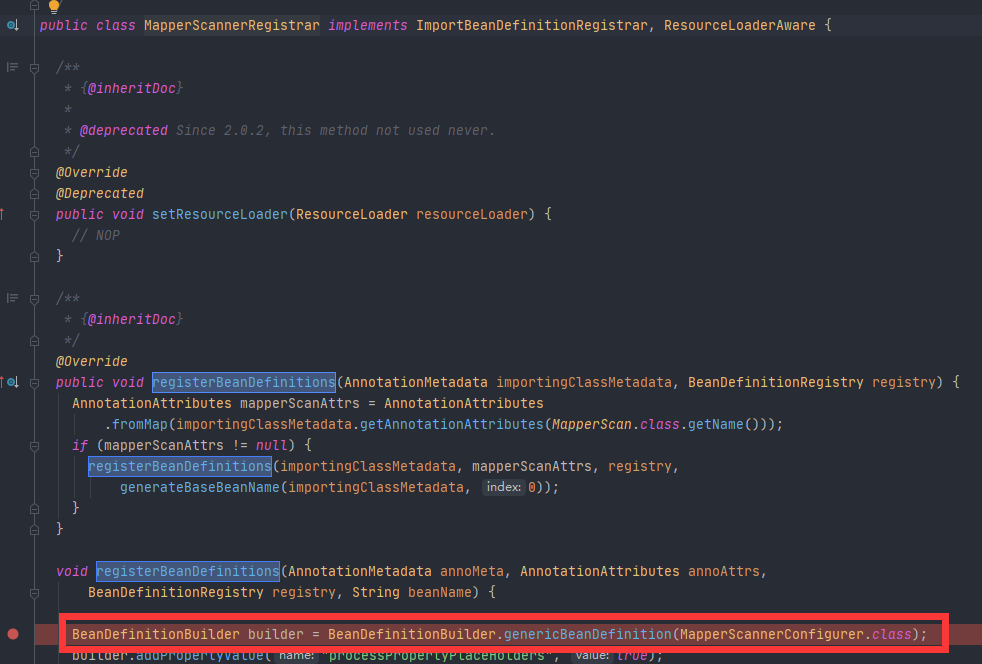 public class MapperScannerRegistrar implements ImportBeanDefinitionRegistrar, ResourceLoaderAware {
/**
* {@inheritDoc}
*
* @deprecated Since 2.0.2, this method not used never.
*/
@Override
@Deprecated
public void setResourceLoader(ResourceLoader resourceLoader) {
// NOP
}
/**
* {@inheritDoc}
*/
@Override
public void registerBeanDefinitions(AnnotationMetadata importingClassMetadata, BeanDefinitionRegistry registry) {
AnnotationAttributes mapperScanAttrs = AnnotationAttributes
.fromMap(importingClassMetadata.getAnnotationAttributes(MapperScan.class.getName()));
if (mapperScanAttrs != null) {
registerBeanDefinitions(importingClassMetadata, mapperScanAttrs, registry,
generateBaseBeanName(importingClassMetadata, index: 0));
}
}
void registerBeanDefinitions(AnnotationMetadata annoMeta, AnnotationAttributes annoAttrs,
BeanDefinitionRegistry registry, String beanName) {
BeanDefinitionBuilder builder = BeanDefinitionBuilder.genericBeanDefinition(MapperScannerConfigurer.class);
builder.addPropertyValue( name: "processPropertyPlaceHolders", value: true);